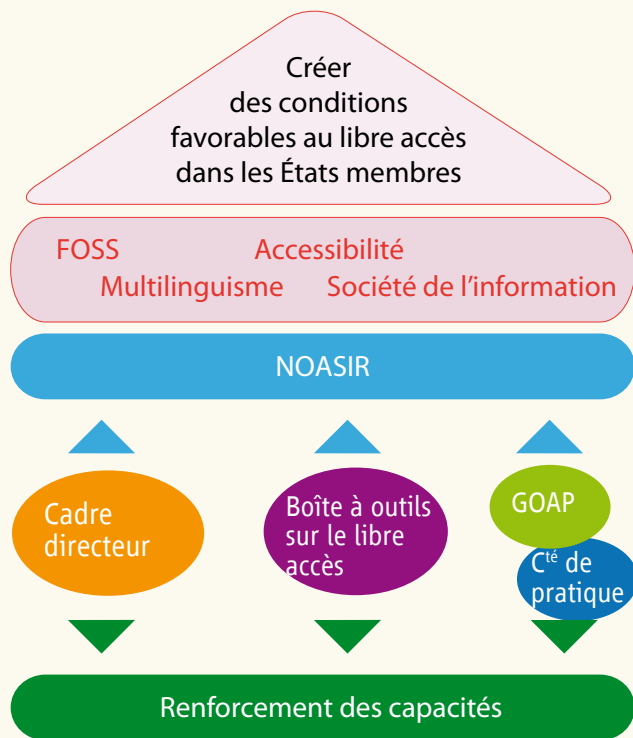 Créer
des conditions
favorables au libre accès
dans les États membres
FOSS Accessibilité
Multilinguisme Société de l'information
NOASIR
Cadre
directeur
Boîte à outils
sur le libre
accès
GOAP
Cté de
pratique
Renforcement des capacités